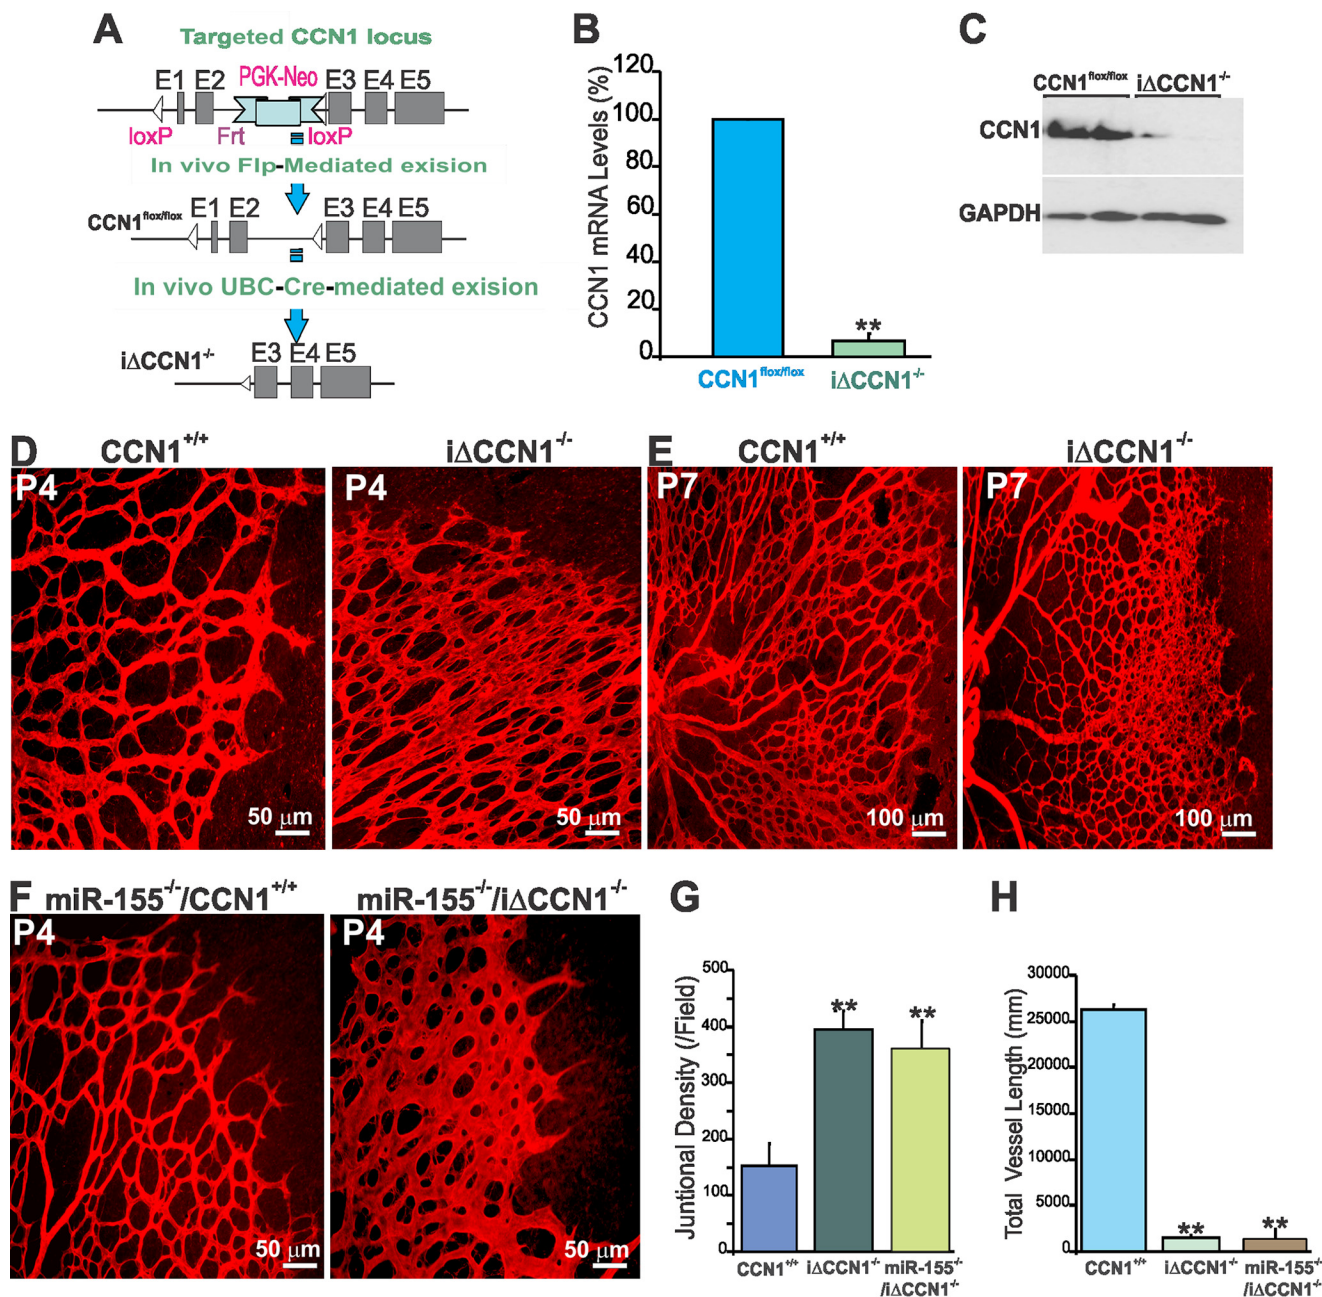 A
Targeted CCN1 locus
E1 E2 PGK-Neo E3 E4 E5
loxP Frt loxP
In vivo Flp-Mediated exision
CCN1flox/flox E1 E2 E3 E4 E5
In vivo UBC-Cre-mediated exision
iΔCCN1-/- E3 E4 E5
B
CCN1 mRNA Levels (%)
120
100
80
60
40
20
0
**
CCN1flox/flox iΔCCN1-/-
C
CCN1flox/flox iΔCCN1-/-
CCN1
GAPDH
D CCN1+/+ iΔCCN1-/-
P4 P4
50 μm 50 μm
E CCN1+/+ iΔCCN1-/-
P7 P7
100 μm 100 μm
F miR-155-/-/CCN1+/+ miR-155-/-/iΔCCN1-/-
P4 P4
50 μm 50 μm
G
Juntional Density (/Field)
500
400
300
200
150
100
/0
** **
CCN1+/+ iΔCCN1-/- miR-155-/-
/iΔCCN1-/-
H
Total Vessel Length (mm)
30000
25000
20000
15000
10000
5000
0
** **
CCN1+/+ iΔCCN1-/- miR-155-/-
/iΔCCN1-/-